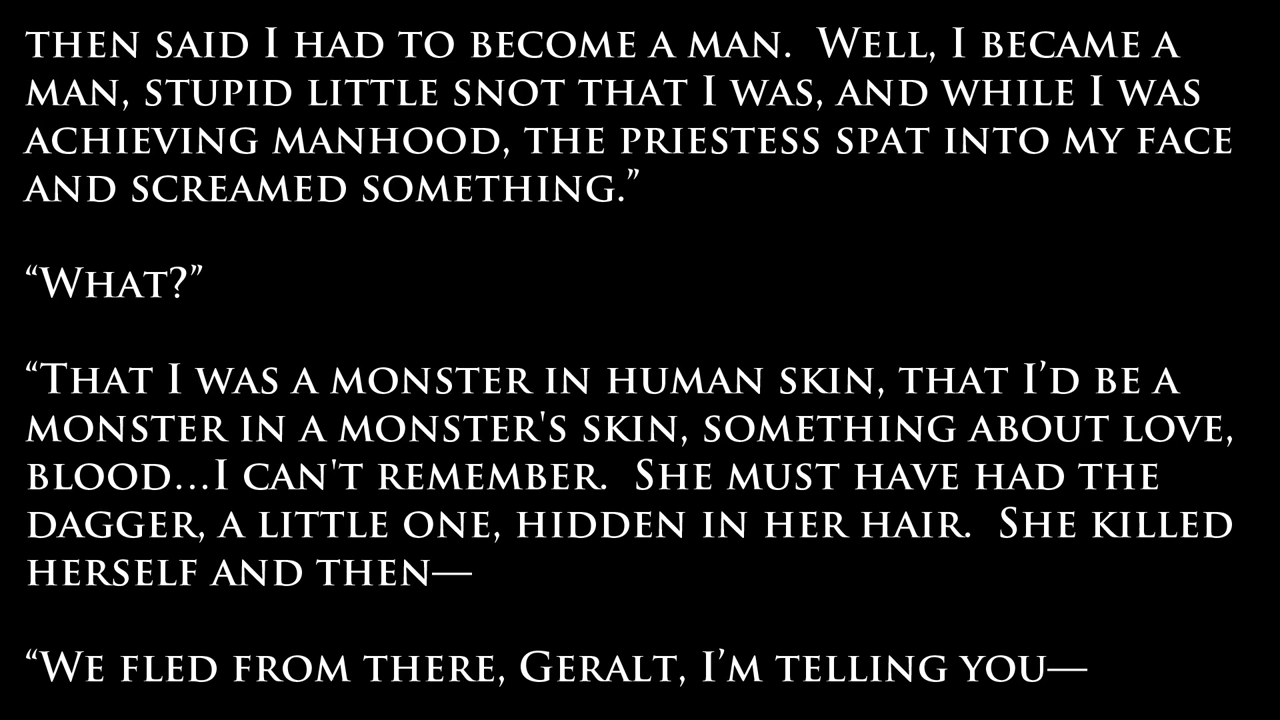 then said I had to become a man.  Well, I became a
man, stupid little snot that I was, and while I was
achieving manhood, the priestess spat into my face
and screamed something.”
“What?”
“That I was a monster in human skin, that I’d be a
monster in a monster's skin, something about love,
blood…I can't remember.  She must have had the
dagger, a little one, hidden in her hair.  She killed
herself and then—
“We fled from there, Geralt, I’m telling you—